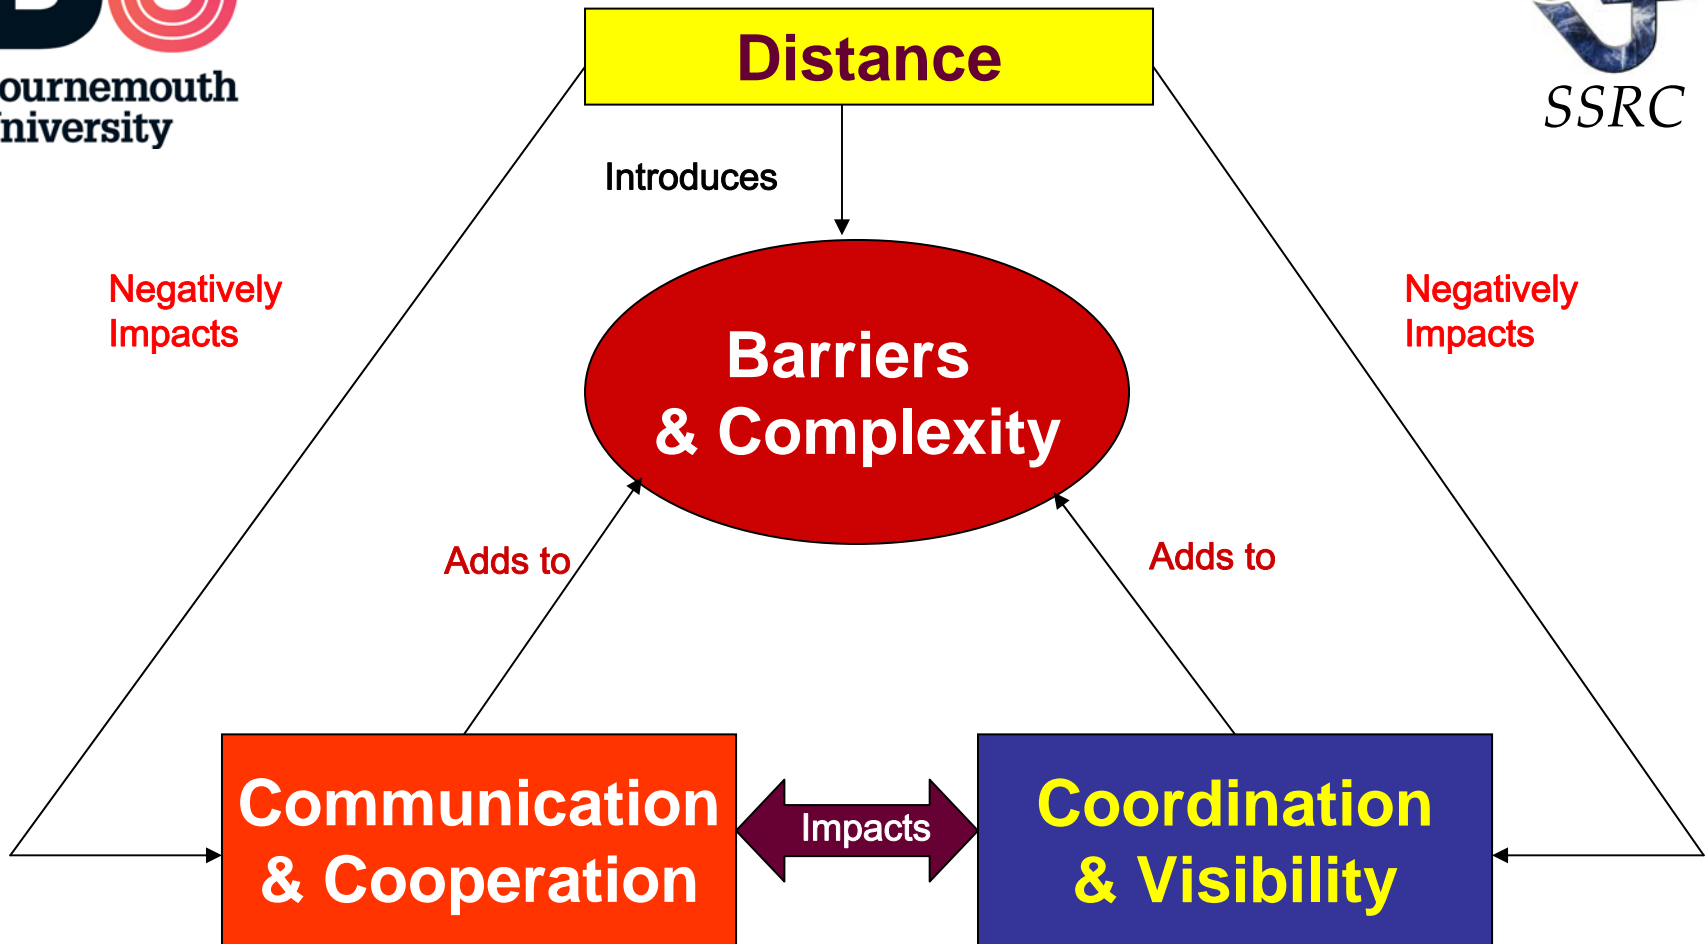 Distance
ournemouth
niversity
SSRC
Introduces
Negatively
Impacts
Negatively
Impacts
Barriers
& Complexity
Adds to
Adds to
Communication
& Cooperation
Impacts
Coordination
& Visibility